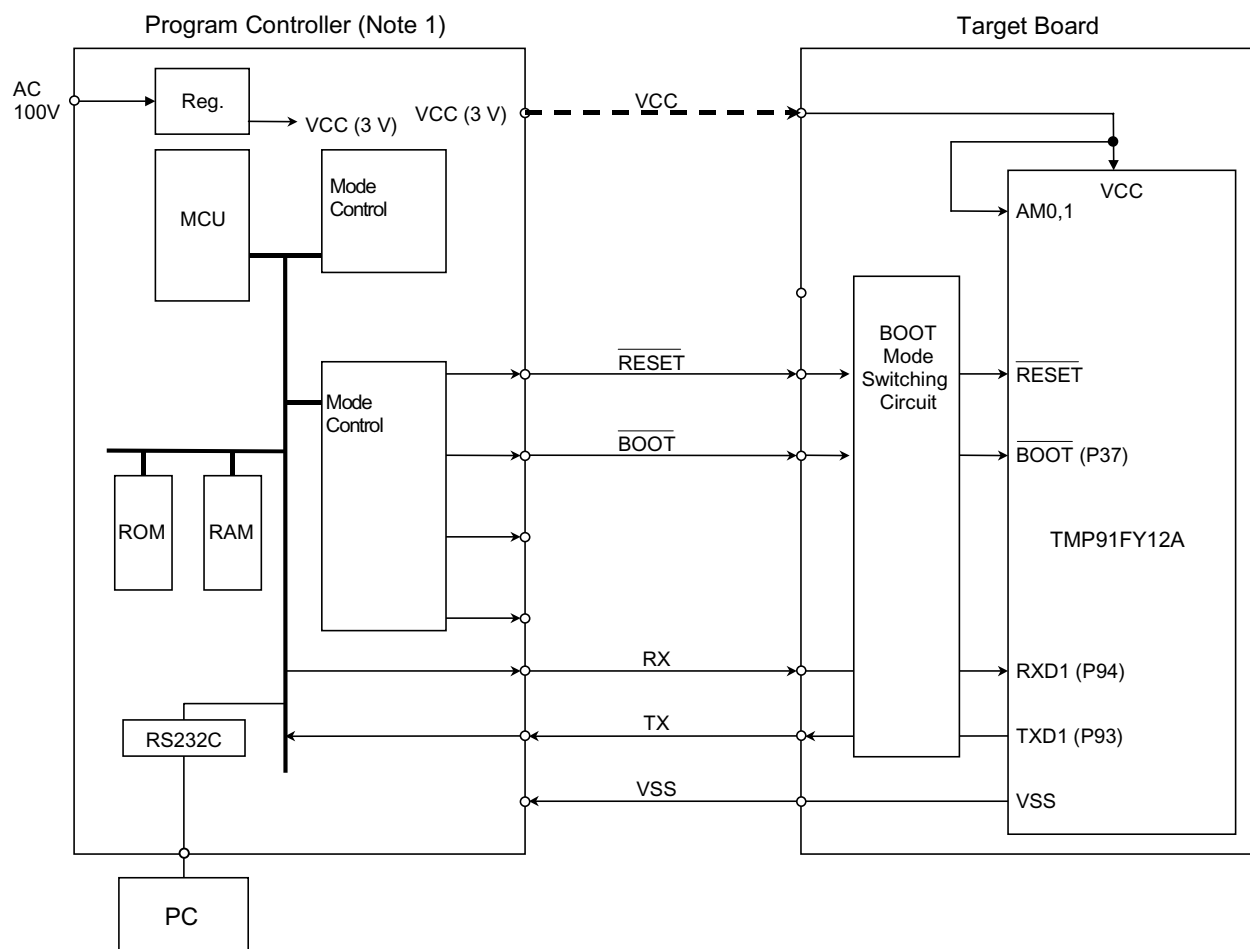 Program Controller (Note 1)
Target Board
AC
100V
Reg.
VCC (3 V)
VCC (3 V)
VCC
VCC
AM0,1
MCU
Mode
Control
BOOT
Mode
Switching
Circuit
RESET
RESET
Mode
Control
BOOT
BOOT (P37)
ROM
RAM
TMP91FY12A
RX
RXD1 (P94)
RS232C
TX
TXD1 (P93)
VSS
VSS
PC